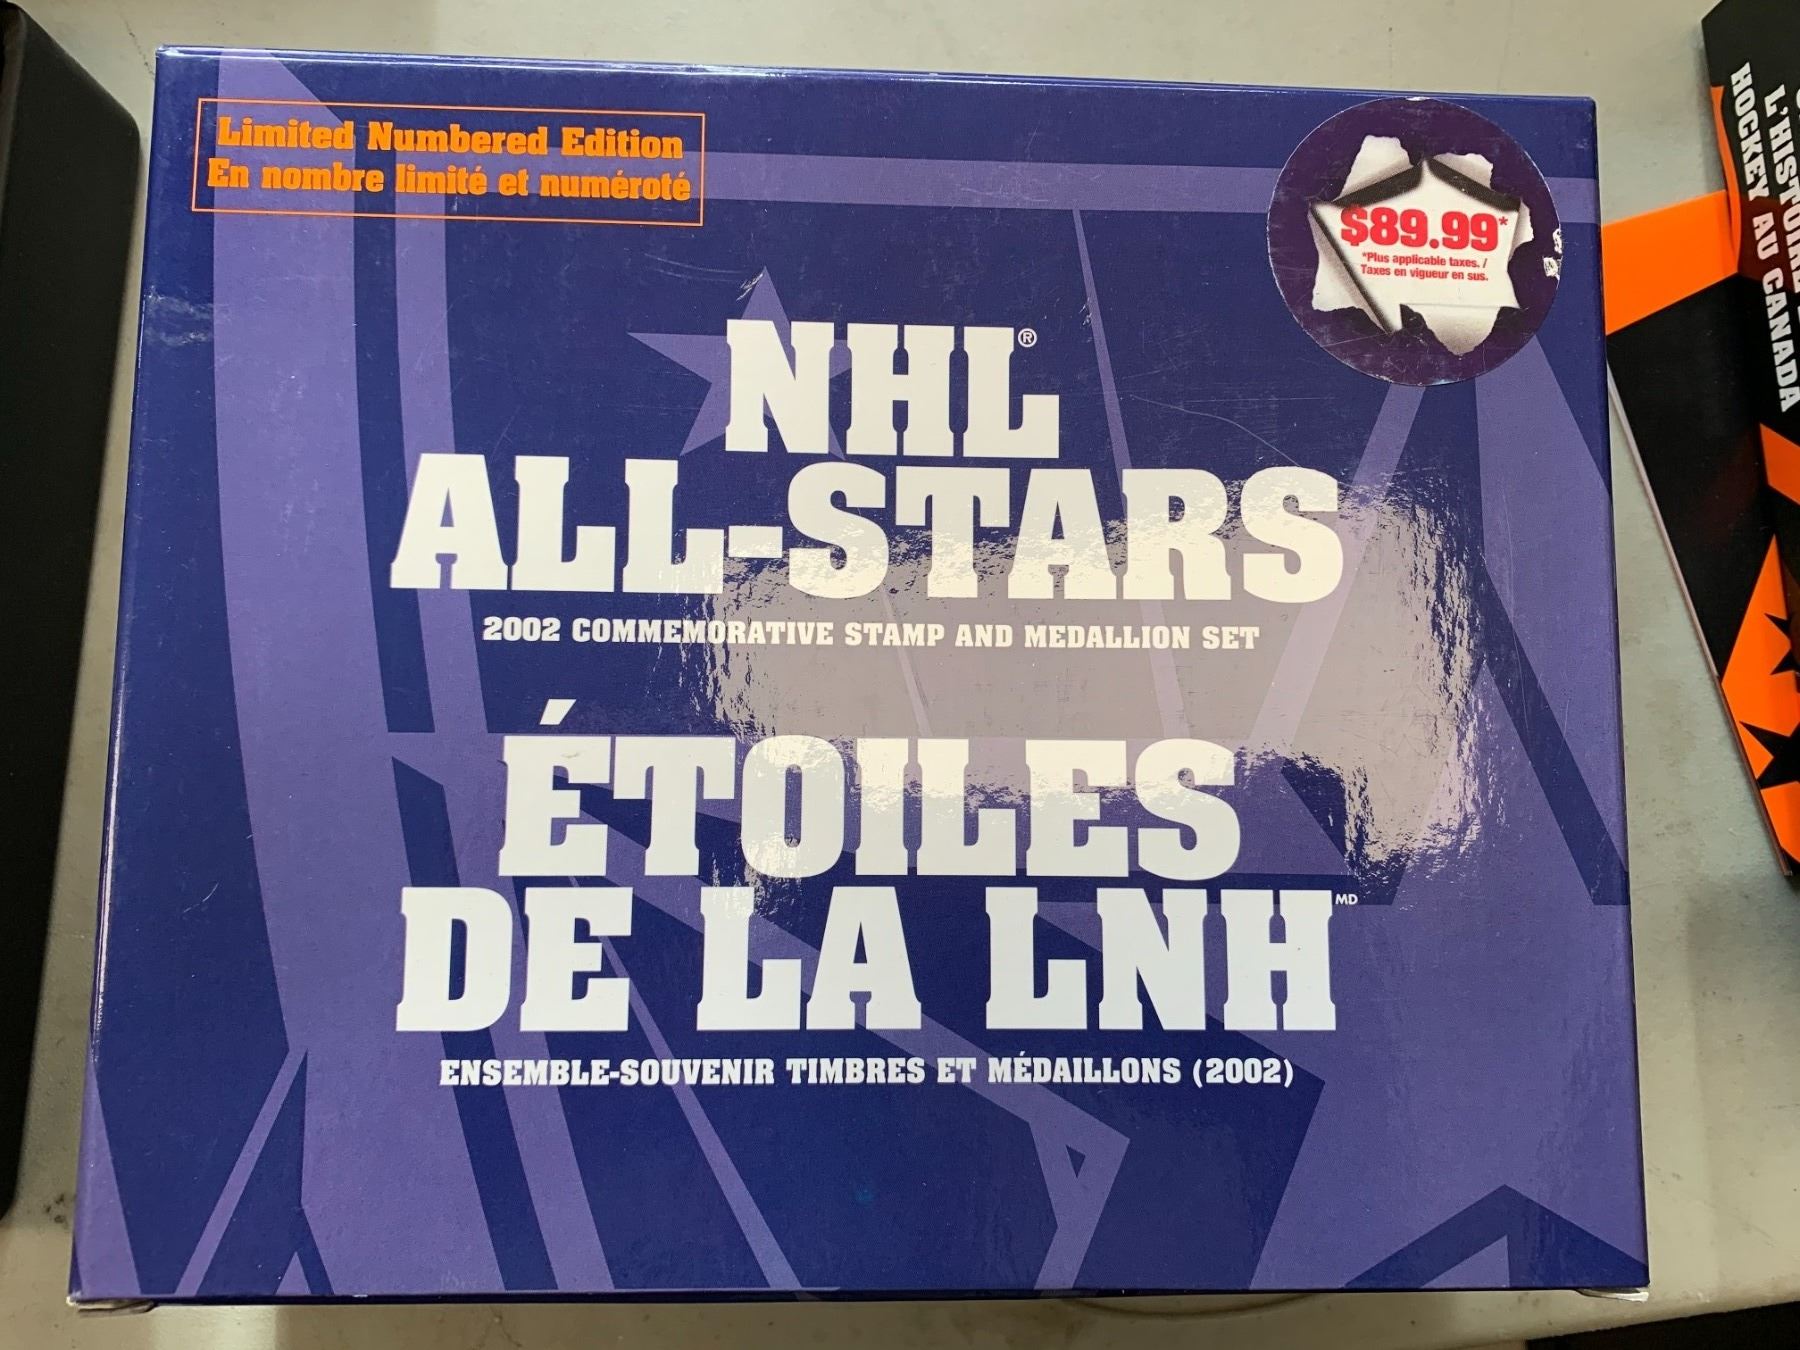 Limited Numbered Edition
En nombre limité et numéroté
$89.99*
*Plus applicable taxes. /
Taxes en vigueur en sus.
NHL®
ALL-STARS
2002 COMMEMORATIVE STAMP AND MEDALLION SET
ÉTOILES
DE LA LNH MD
ENSEMBLE-SOUVENIR TIMBRES ET MÉDAILLONS (2002)
HOCKEY AU CANADA